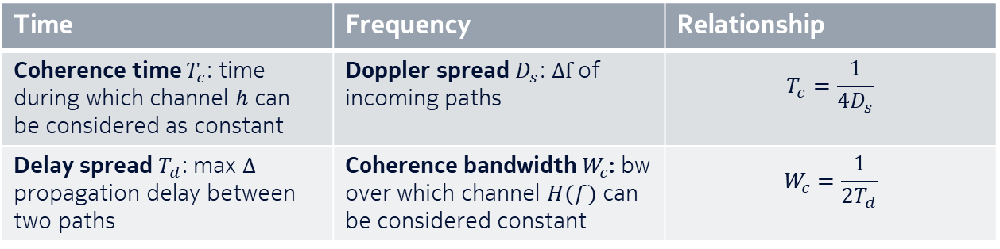 Time Frequency Relationship
Coherence time T_c: time
during which channel h can
be considered as constant
Doppler spread D_s: Δf of
incoming paths
T_c = 1/(4D_s)
Delay spread T_d: max Δ
propagation delay between
two paths
Coherence bandwidth W_c: bw
over which channel H(f) can
be considered constant
W_c = 1/(2T_d)